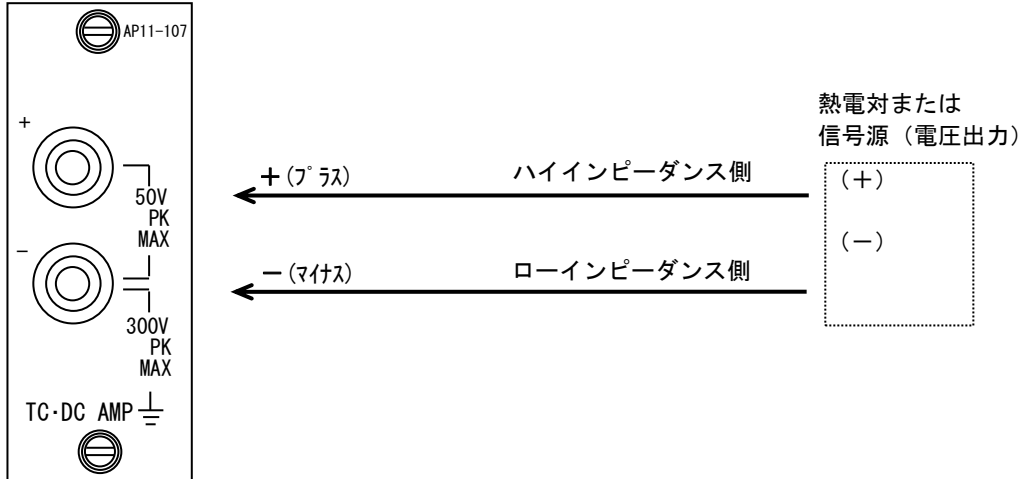 AP11-107
熱電対または
信号源（電圧出力）
+
＋(ﾌﾟﾗｽ)
ハイインピーダンス側
(＋)
50V
PK
MAX
(－)
−
－(ﾏｲﾅｽ)
ローインピーダンス側
300V
PK
MAX
TC·DC AMP